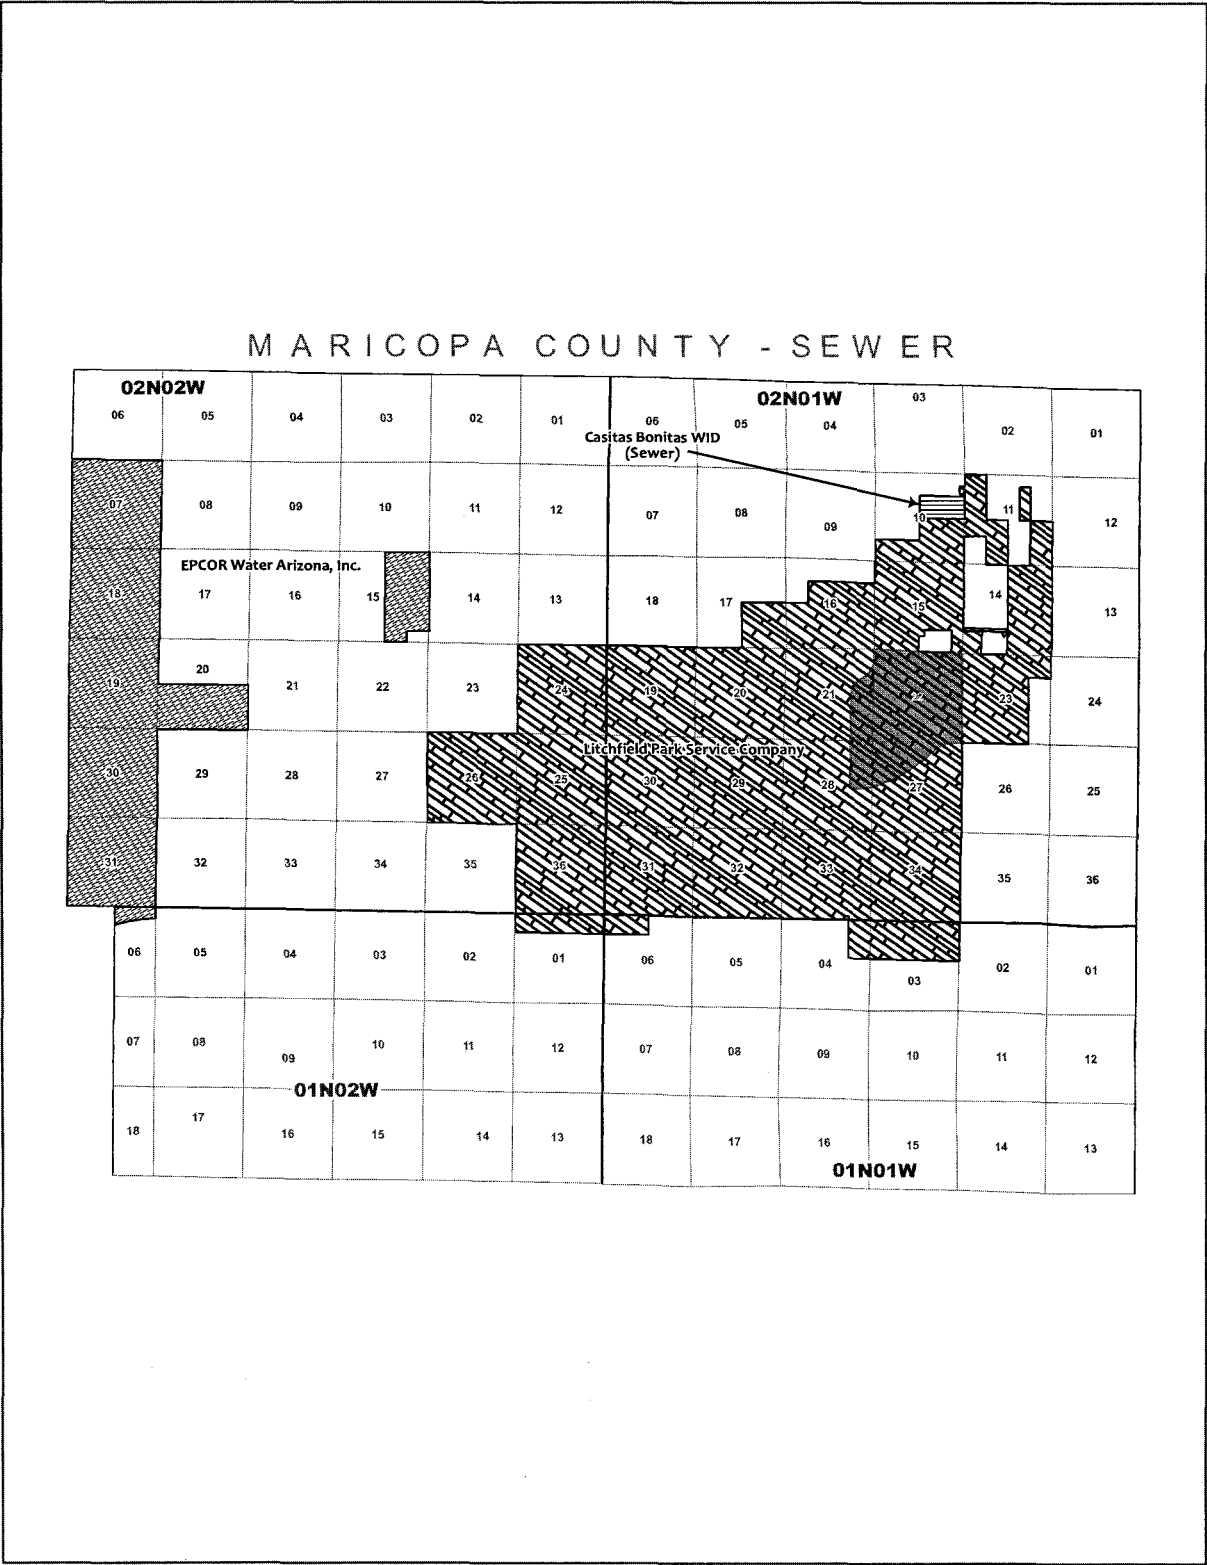 MARICOPA COUNTY - SEWER
02N02W
02N01W
03
06 05 04 03 02 01 06 05 04 02 01
Casitas Bonitas WID
(Sewer)
07 08 09 10 11 12 07 08 09 10 11 12
EPCOR Water Arizona, Inc.
18 17 16 15 14 13 18 17 16 15 14 13
19 20 21 22 23 24 19 20 21 22 23 24
Litchfield Park Service Company
30 29 28 27 26 25 30 29 28 27 26 25
31 32 33 34 35 36 31 32 33 34 35 36
06 05 04 03 02 01 06 05 04 03 02 01
07 08 09 10 11 12 07 08 09 10 11 12
01N02W
18 17 16 15 14 13 18 17 16 15 14 13
01N01W